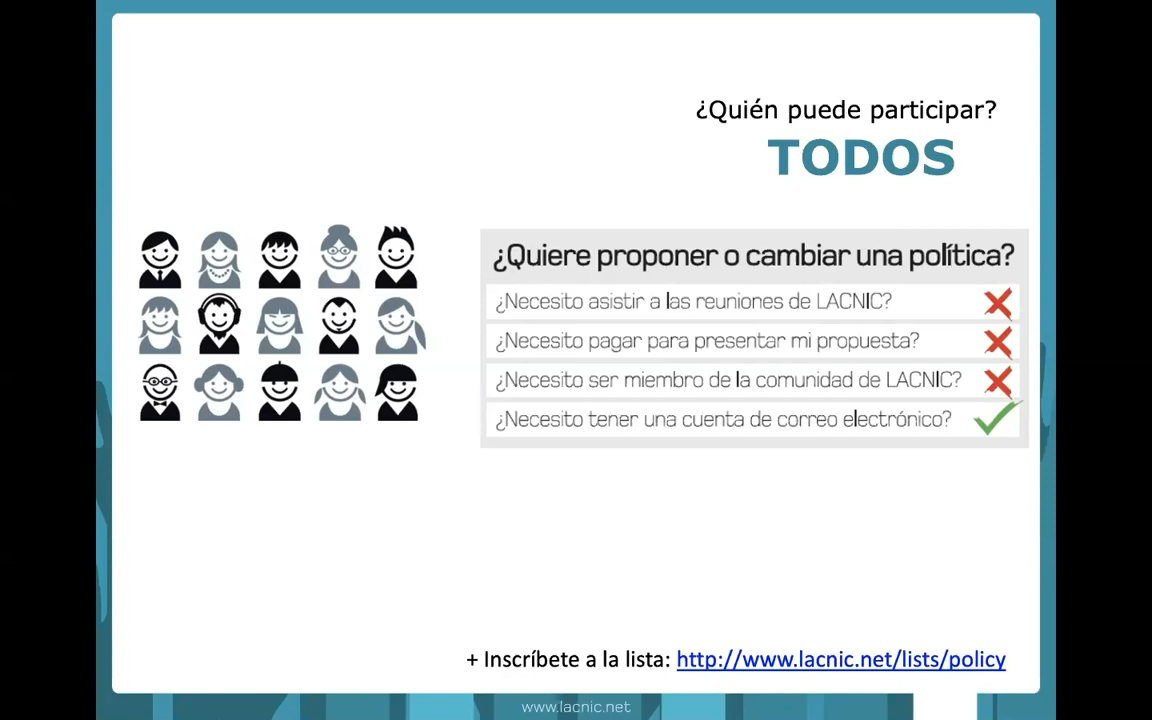 ¿Quién puede participar?
TODOS
¿Quiere proponer o cambiar una política?
¿Necesito asistir a las reuniones de LACNIC?
¿Necesito pagar para presentar mi propuesta?
¿Necesito ser miembro de la comunidad de LACNIC?
¿Necesito tener una cuenta de correo electrónico?
+ Inscríbete a la lista: http://www.lacnic.net/lists/policy
www.lacnic.net